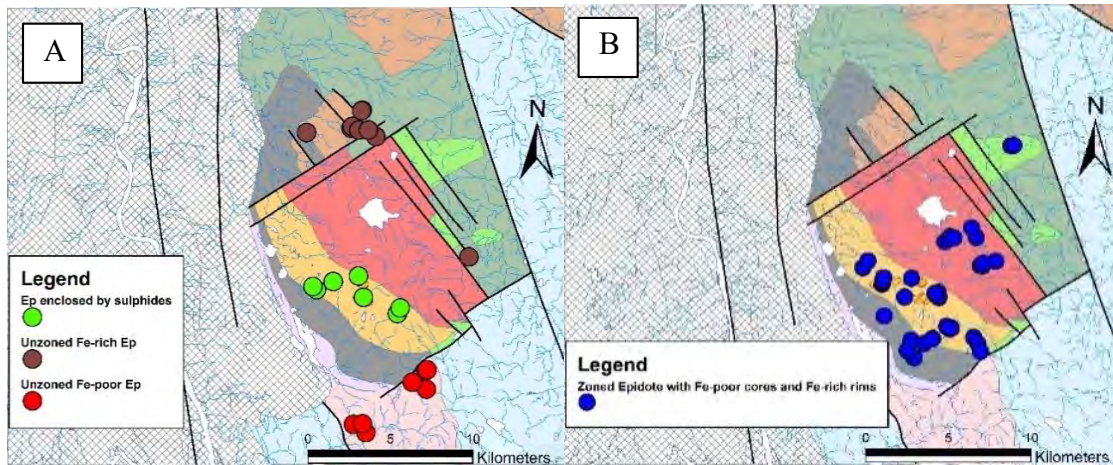 A
N
Legend
Ep enclosed by sulphides
Unzoned Fe-rich Ep
Unzoned Fe-poor Ep
0 5 10
Kilometers
B
N
Legend
Zoned Epidote with Fe-poor cores and Fe-rich rims
0 5 10
Kilometers